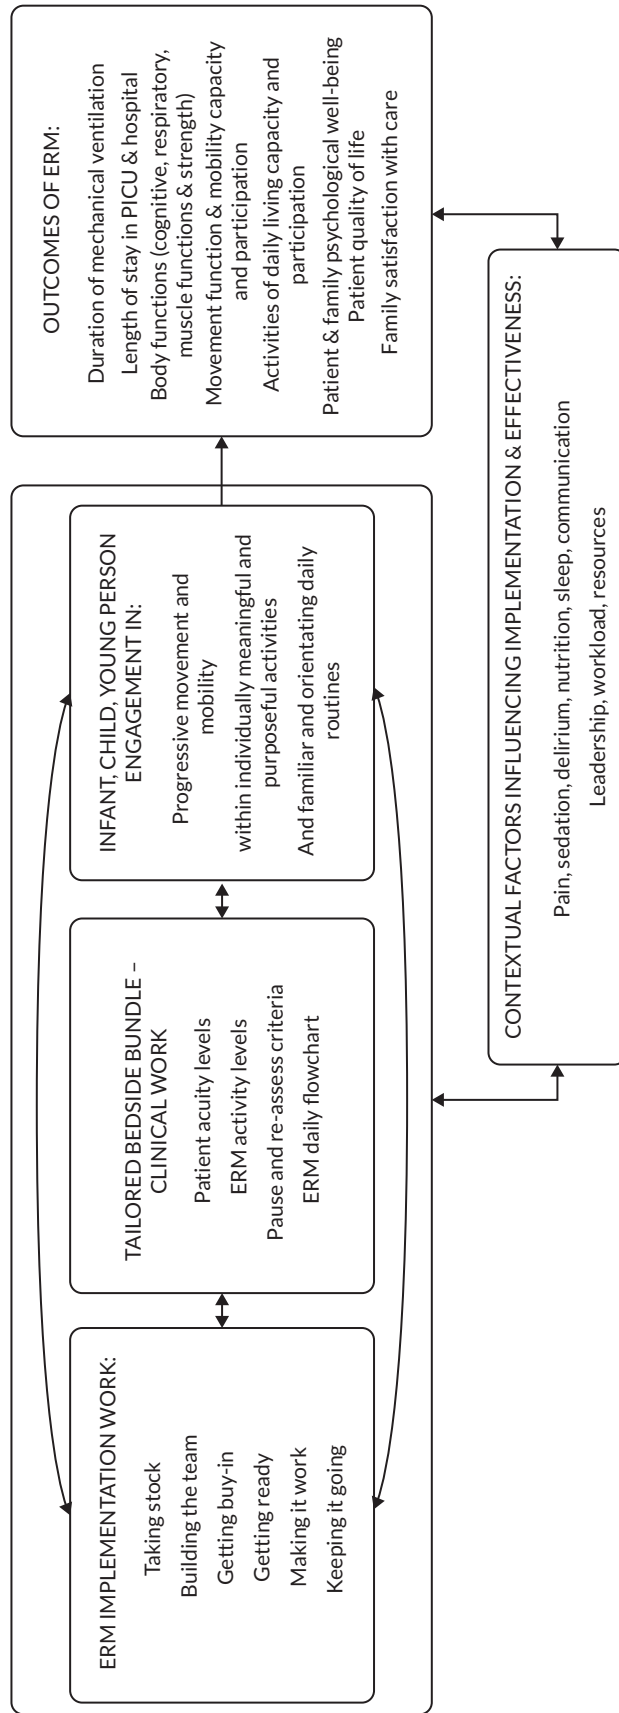 ERM IMPLEMENTATION WORK:
Taking stock
Building the team
Getting buy-in
Getting ready
Making it work
Keeping it going
TAILORED BEDSIDE BUNDLE –
CLINICAL WORK
Patient acuity levels
ERM activity levels
Pause and re-assess criteria
ERM daily flowchart
INFANT, CHILD, YOUNG PERSON
ENGAGEMENT IN:
Progressive movement and
mobility
within individually meaningful and
purposeful activities
And familiar and orientating daily
routines
OUTCOMES OF ERM:
Duration of mechanical ventilation
Length of stay in PICU & hospital
Body functions (cognitive, respiratory,
muscle functions & strength)
Movement function & mobility capacity
and participation
Activities of daily living capacity and
participation
Patient & family psychological well-being
Patient quality of life
Family satisfaction with care
CONTEXTUAL FACTORS INFLUENCING IMPLEMENTATION & EFFECTIVENESS:
Pain, sedation, delirium, nutrition, sleep, communication
Leadership, workload, resources